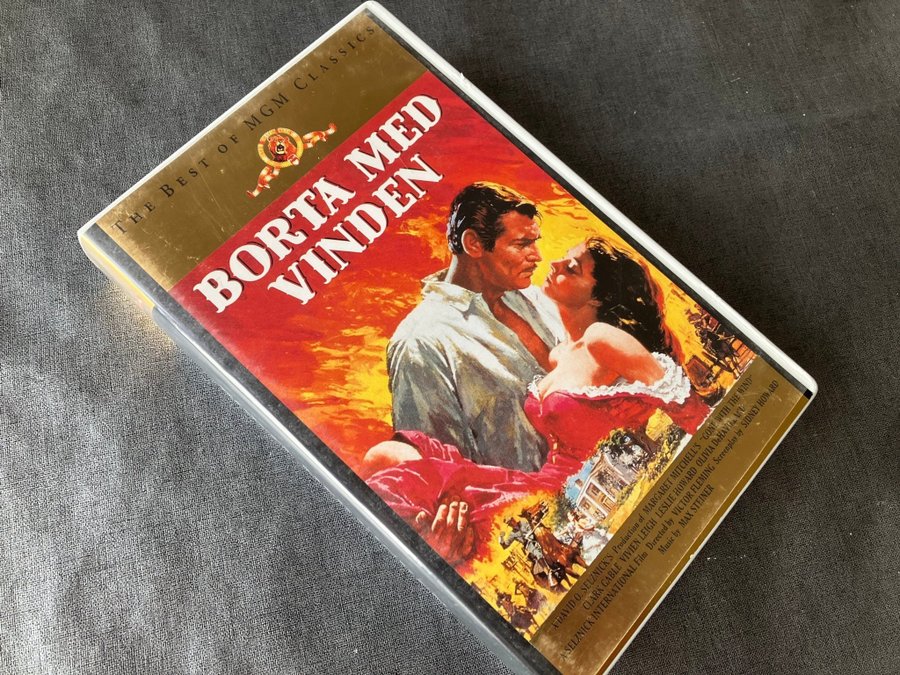 THE BEST OF MGM CLASSICS
BORTA MED
VINDEN
A DAVID O. SELZNICK'S Production of MARGARET MITCHELL'S "GONE WITH THE WIND"
CLARK GABLE VIVIEN LEIGH LESLIE HOWARD OLIVIA DeHAVILLAND
A SELZNICK INTERNATIONAL Film Directed by VICTOR FLEMING Screenplay by SIDNEY HOWARD
Music by MAX STEINER